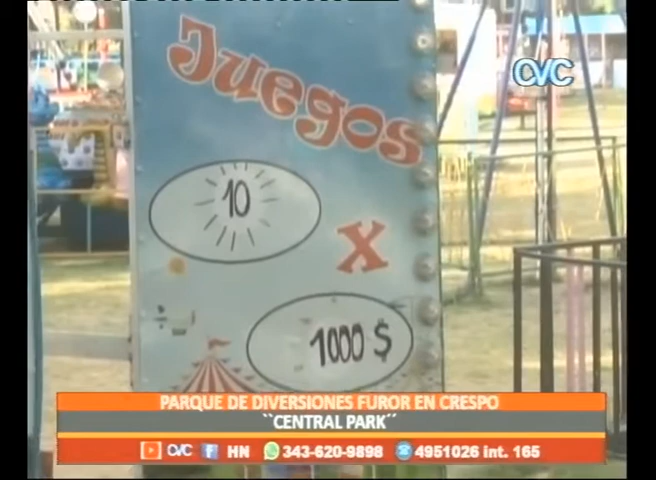 Juegos
10
X
1000 $
CVC
PARQUE DE DIVERSIONES FUROR EN CRESPO
``CENTRAL PARK´´
CVC f HN 343-620-9898 4951026 int. 165